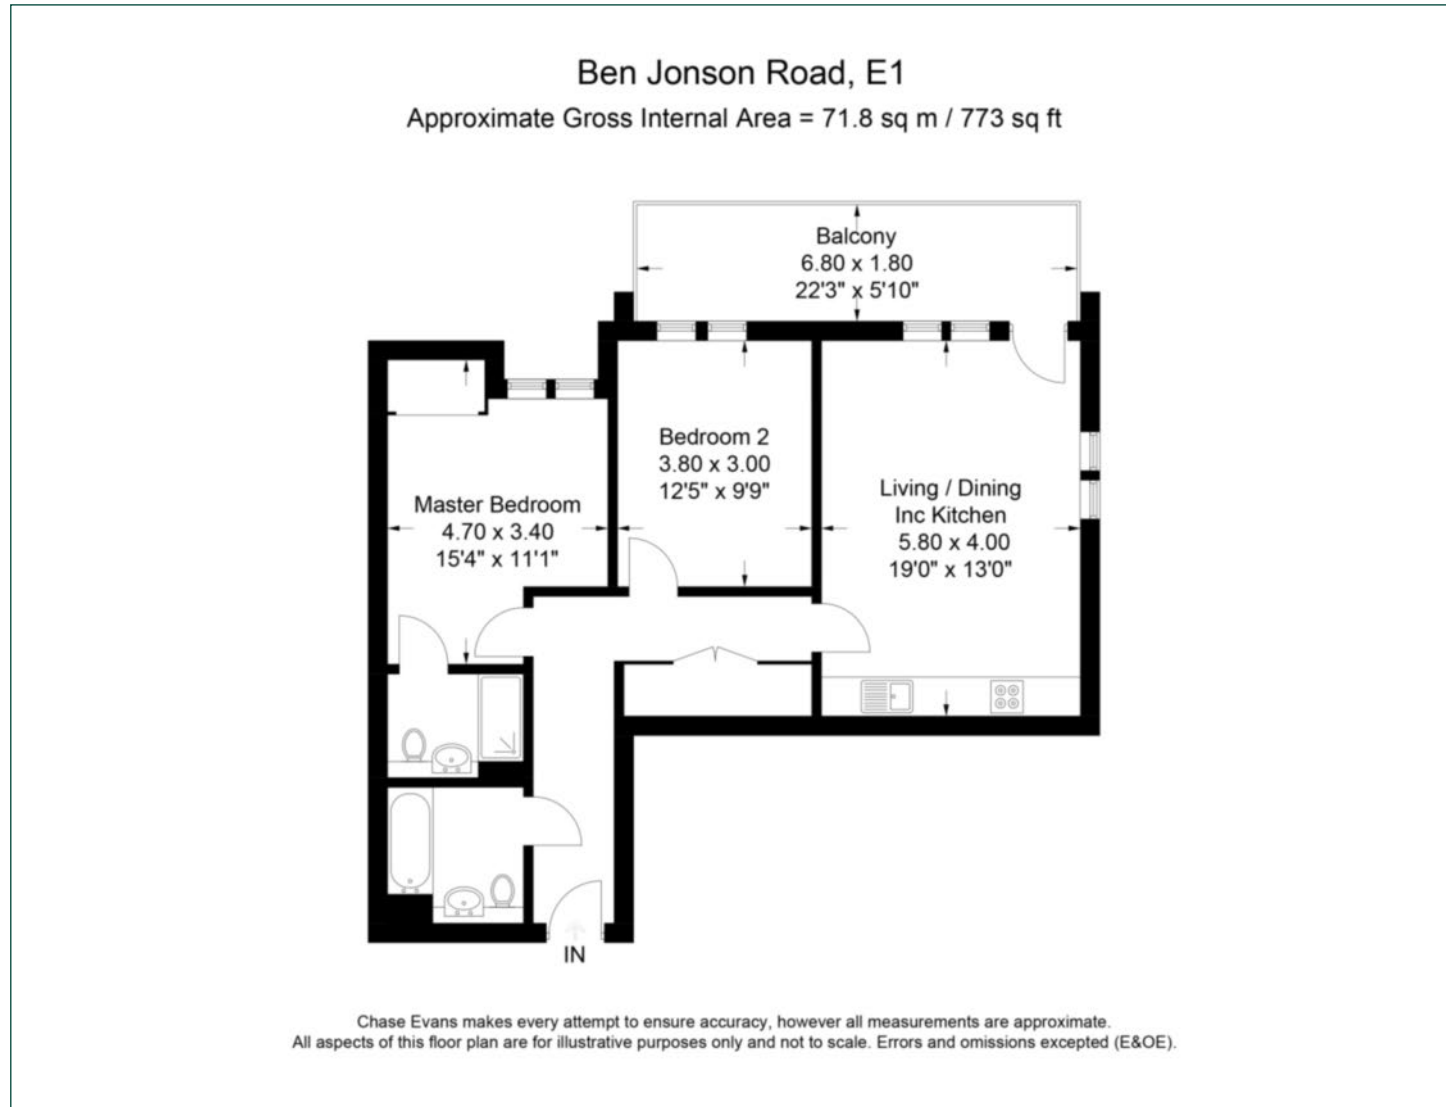 Ben Jonson Road, E1
Approximate Gross Internal Area = 71.8 sq m / 773 sq ft
Balcony
6.80 x 1.80
22'3" x 5'10"
Bedroom 2
3.80 x 3.00
12'5" x 9'9"
Master Bedroom
4.70 x 3.40
15'4" x 11'1"
Living / Dining
Inc Kitchen
5.80 x 4.00
19'0" x 13'0"
IN
Chase Evans makes every attempt to ensure accuracy, however all measurements are approximate.
All aspects of this floor plan are for illustrative purposes only and not to scale. Errors and omissions excepted (E&OE).